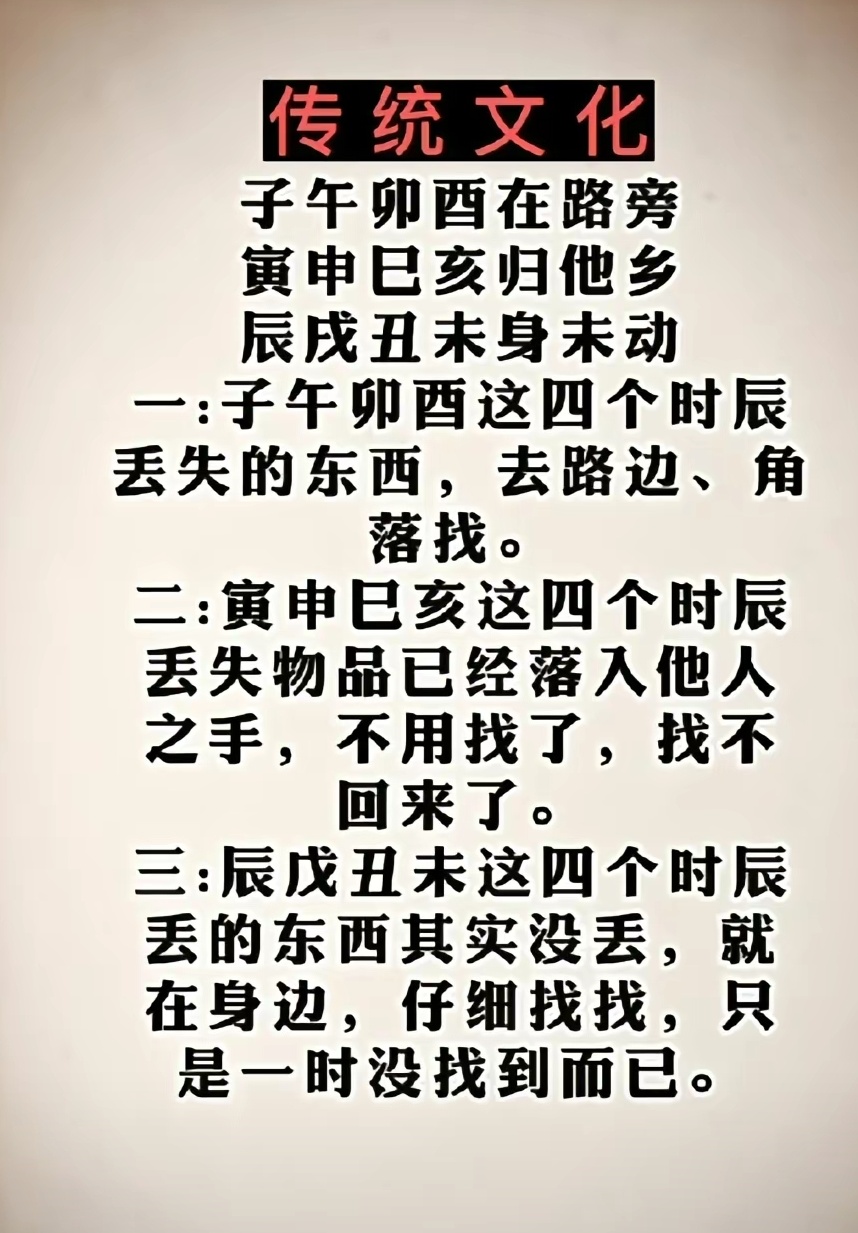 传统文化
子午卯酉在路旁
寅申巳亥归他乡
辰戌丑未身未动
一:子午卯酉这四个时辰
丢失的东西，去路边、角
落找。
二:寅申巳亥这四个时辰
丢失物品已经落入他人
之手，不用找了，找不
回来了。
三:辰戌丑未这四个时辰
丢的东西其实没丢，就
在身边，仔细找找，只
是一时没找到而已。